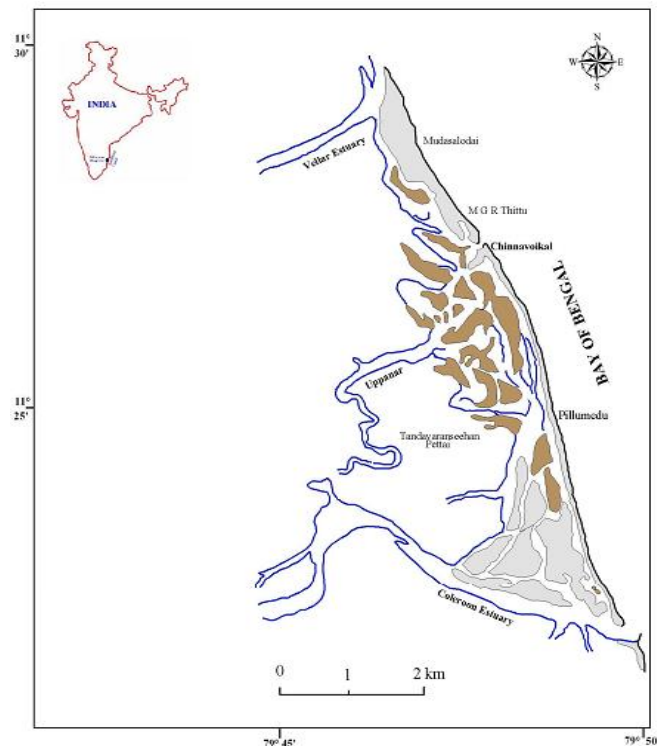 11°
30'
N
W E
S
INDIA
Mudasalodai
Vellar Estuary
M G R Thittu
Chinnavoikal
BAY OF BENGAL
Uppanar
11°
25'
Pillumedu
Tandavaranseehan
Pettai
Coleroon Estuary
0 1 2 km
79° 45'
79° 50'